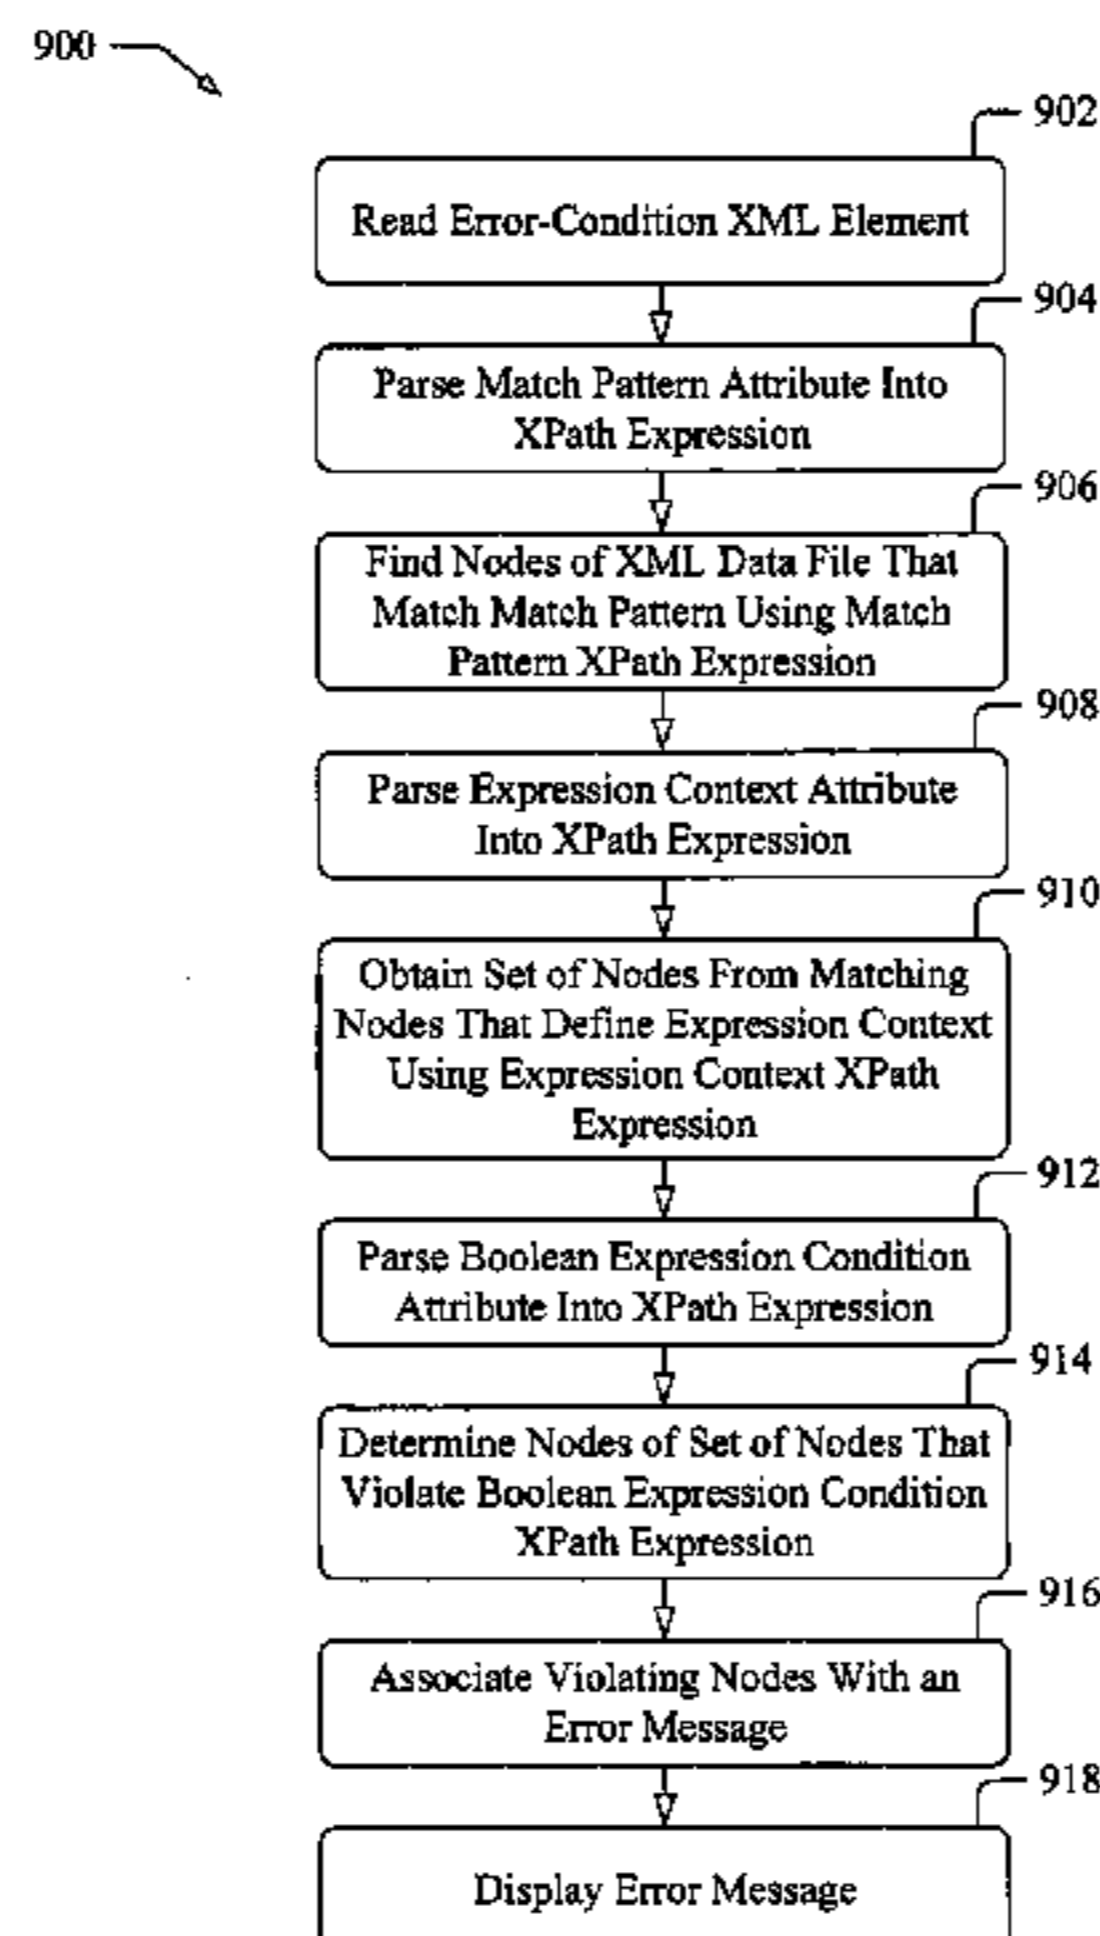 900
902
Read Error-Condition XML Element
904
Parse Match Pattern Attribute Into
XPath Expression
906
Find Nodes of XML Data File That
Match Match Pattern Using Match
Pattern XPath Expression
908
Parse Expression Context Attribute
Into XPath Expression
910
Obtain Set of Nodes From Matching
Nodes That Define Expression Context
Using Expression Context XPath
Expression
912
Parse Boolean Expression Condition
Attribute Into XPath Expression
914
Determine Nodes of Set of Nodes That
Violate Boolean Expression Condition
XPath Expression
916
Associate Violating Nodes With an
Error Message
918
Display Error Message